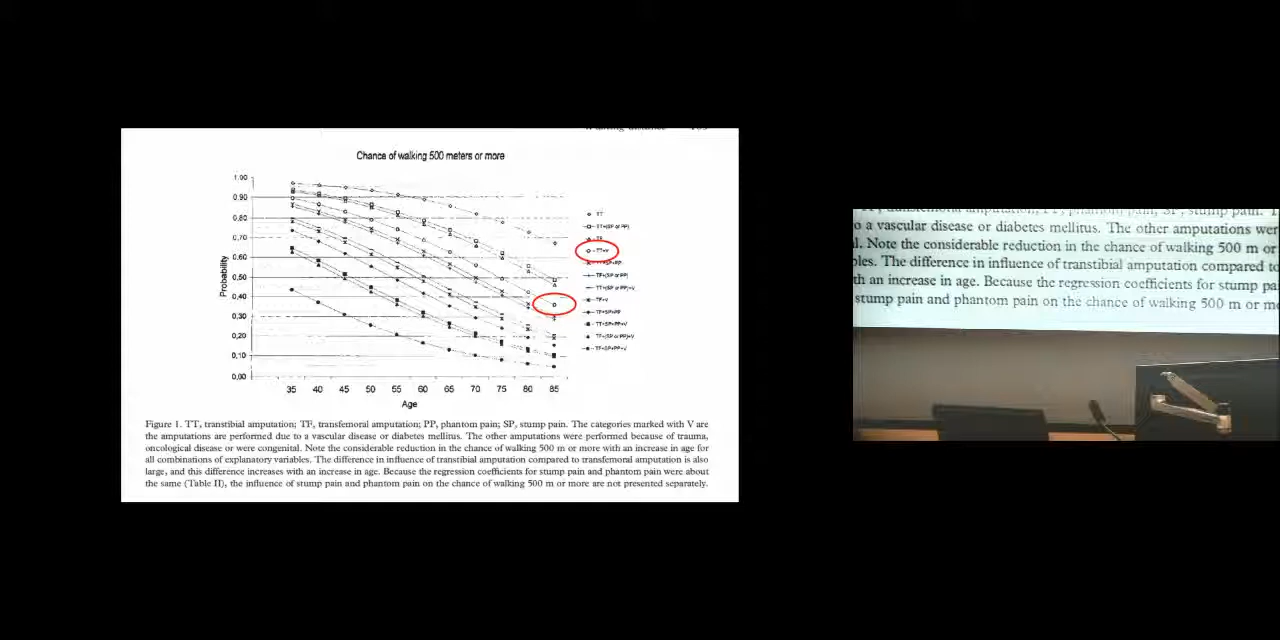 Walking distance 163
Chance of walking 500 meters or more
1,00
0,90
0,80
0,70
0,60
0,50
0,40
0,30
0,20
0,10
0,00
Probability
35 40 45 50 55 60 65 70 75 80 85
Age
TT
TT+(SP or PP)
TF
TT+V
TT+SP+PP
TF+(SP or PP)
TT+(SP or PP)+V
TF+V
TF+SP+PP
TT+SP+PP+V
TF+(SP or PP)+V
TF+SP+PP+V
Figure 1. TT, transtibial amputation; TF, transfemoral amputation; PP, phantom pain; SP, stump pain. The categories marked with V are
the amputations are performed due to a vascular disease or diabetes mellitus. The other amputations were performed because of trauma,
oncological disease or were congenital. Note the considerable reduction in the chance of walking 500 m or more with an increase in age for
all combinations of explanatory variables. The difference in influence of transtibial amputation compared to transfemoral amputation is also
large, and this difference increases with an increase in age. Because the regression coefficients for stump pain and phantom pain were about
the same (Table II), the influence of stump pain and phantom pain on the chance of walking 500 m or more are not presented separately.
transfemoral amputation; phantom pain; SP, stump pain.
o a vascular disease or diabetes mellitus. The other amputations wer
l. Note the considerable reduction in the chance of walking 500 m or
bles. The difference in influence of transtibial amputation compared to
th an increase in age. Because the regression coefficients for stump pa
stump pain and phantom pain on the chance of walking 500 m or mo